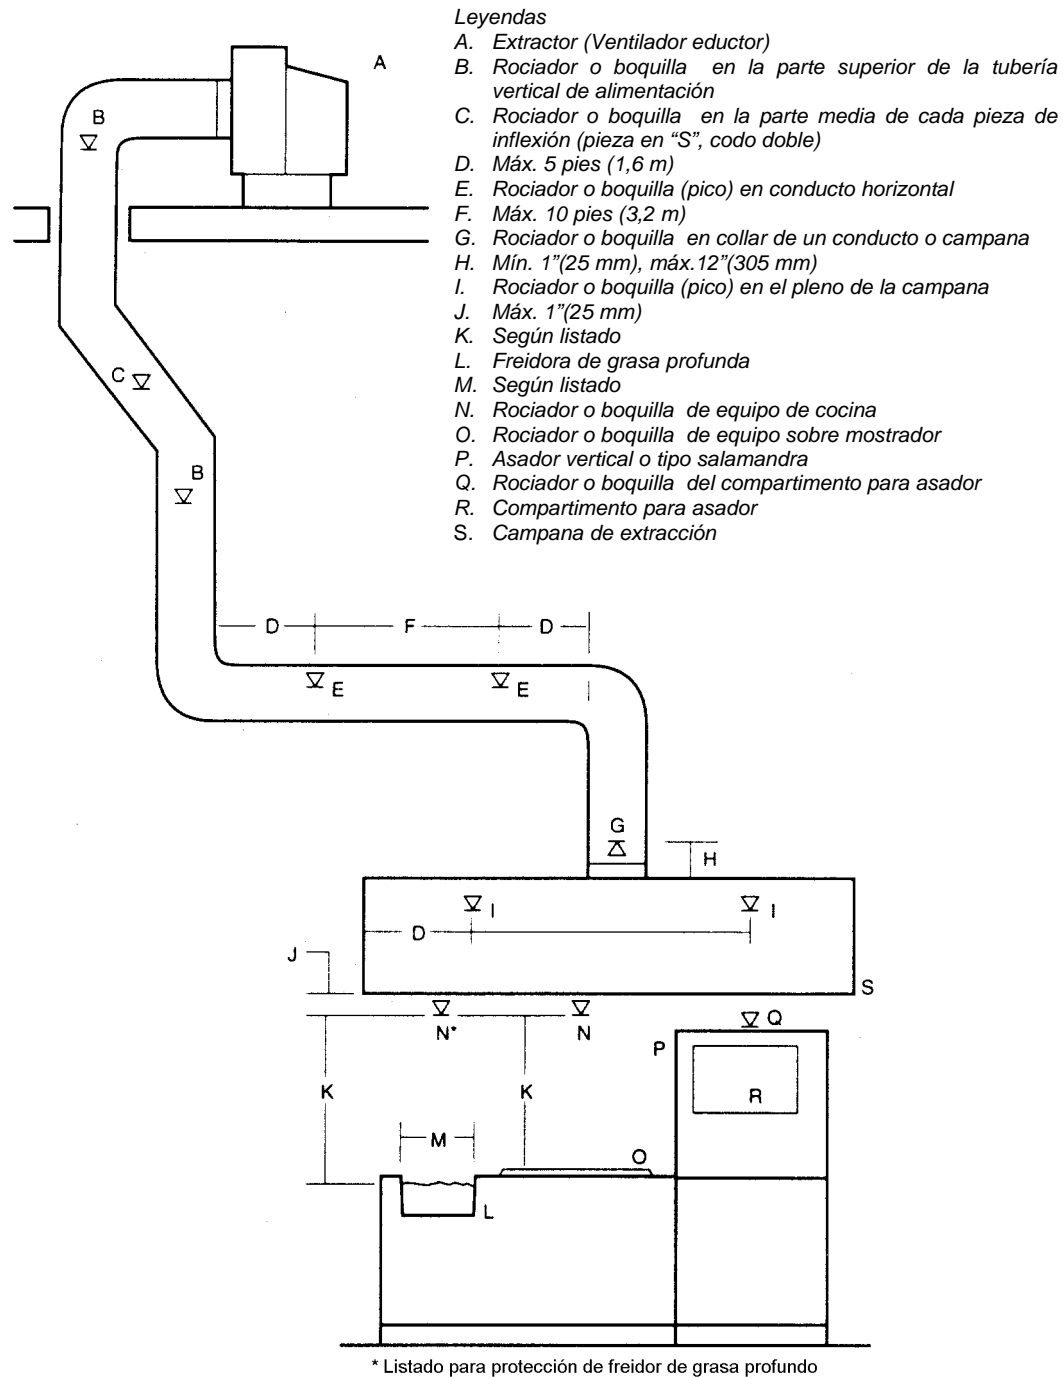 Leyendas
A. Extractor (Ventilador eductor)
B. Rociador o boquilla en la parte superior de la tubería
vertical de alimentación
C. Rociador o boquilla en la parte media de cada pieza de
inflexión (pieza en “S”, codo doble)
D. Máx. 5 pies (1,6 m)
E. Rociador o boquilla (pico) en conducto horizontal
F. Máx. 10 pies (3,2 m)
G. Rociador o boquilla en collar de un conducto o campana
H. Mín. 1”(25 mm), máx.12”(305 mm)
I. Rociador o boquilla (pico) en el pleno de la campana
J. Máx. 1”(25 mm)
K. Según listado
L. Freidora de grasa profunda
M. Según listado
N. Rociador o boquilla de equipo de cocina
O. Rociador o boquilla de equipo sobre mostrador
P. Asador vertical o tipo salamandra
Q. Rociador o boquilla del compartimento para asador
R. Compartimento para asador
S. Campana de extracción
A
B
C
B
D F D
E E
G
H
I I
D
J
S
N* N Q
P
K K R
M
O
L
* Listado para protección de freidor de grasa profundo